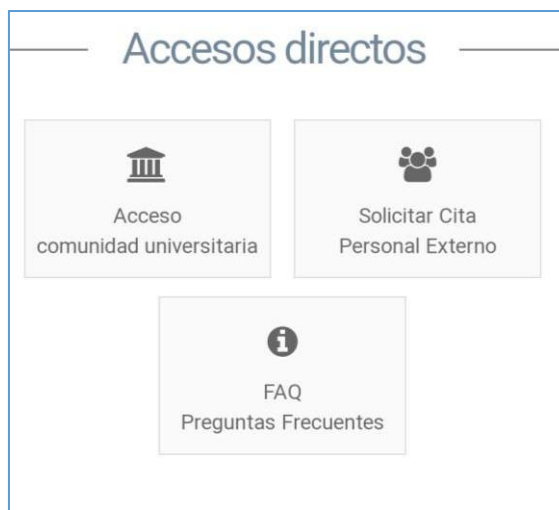 Accesos directos
Acceso
comunidad universitaria
Solicitar Cita
Personal Externo
FAQ
Preguntas Frecuentes